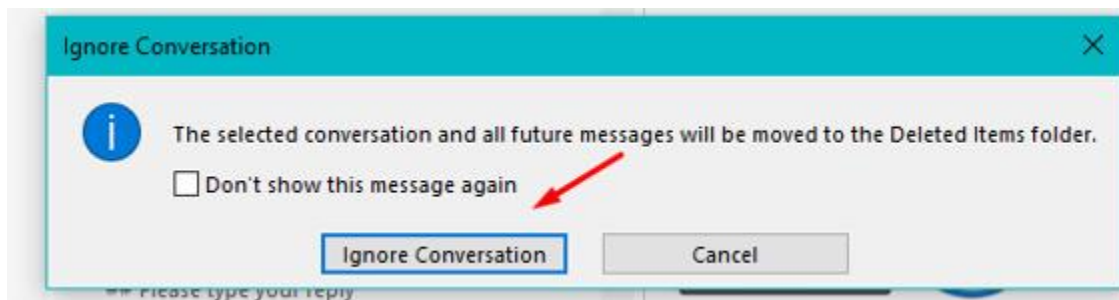 Ignore Conversation
The selected conversation and all future messages will be moved to the Deleted Items folder.
Don't show this message again
Ignore Conversation Cancel
## Please type your reply